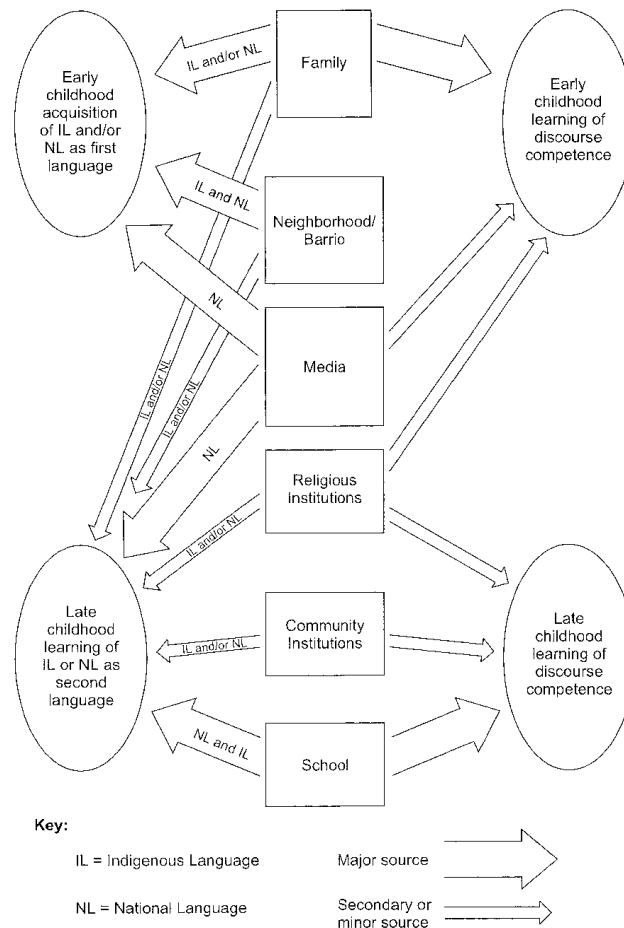 IL and/or NL
Family
Early
childhood
acquisition
of IL and/or
NL as first
language
Early
childhood
learning of
discourse
competence
IL and NL
Neighborhood/
Barrio
NL
Media
IL and/or NL
IL and/or NL
NL
Religious
Institutions
IL and/or NL
Late
childhood
learning of
IL or NL as
second
language
Community
Institutions
IL and/or NL
Late
childhood
learning of
discourse
competence
NL and IL
School
Key:
IL = Indigenous Language
Major source
NL = National Language
Secondary or
minor source